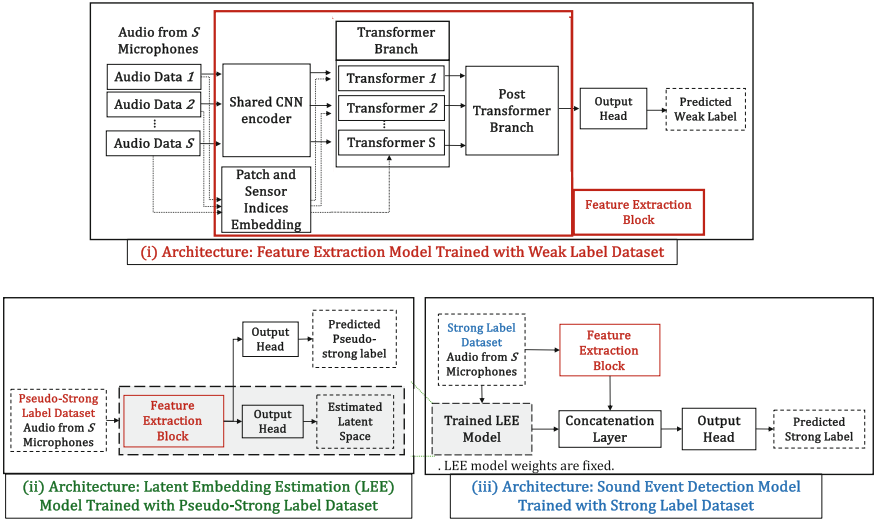 Audio from S
Microphones
Audio Data 1
Audio Data 2
Audio Data S
Shared CNN
encoder
Patch and
Sensor
Indices
Embedding
Transformer
Branch
Transformer 1
Transformer 2
Transformer S
Post
Transformer
Branch
Output
Head
Predicted
Weak Label
Feature Extraction
Block
(i) Architecture: Feature Extraction Model Trained with Weak Label Dataset
Pseudo-Strong
Label Dataset
Audio from S
Microphones
Feature
Extraction
Block
Output
Head
Predicted
Pseudo-
strong label
Output
Head
Estimated
Latent
Space
(ii) Architecture: Latent Embedding Estimation (LEE)
Model Trained with Pseudo-Strong Label Dataset
Strong Label
Dataset
Audio from S
Microphones
Feature
Extraction
Block
Trained LEE
Model
Concatenation
Layer
Output
Head
Predicted
Strong Label
. LEE model weights are fixed.
(iii) Architecture: Sound Event Detection Model
Trained with Strong Label Dataset